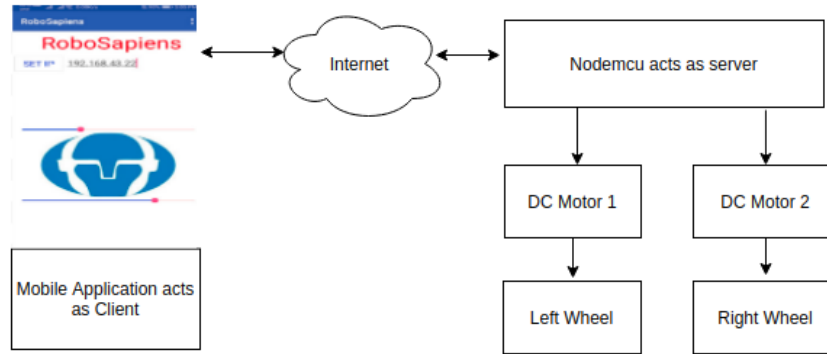 RoboSapiens
RoboSapiens
SET IP 192.168.43.22
Mobile Application acts
as Client
Internet
Nodemcu acts as server
DC Motor 1
DC Motor 2
Left Wheel
Right Wheel